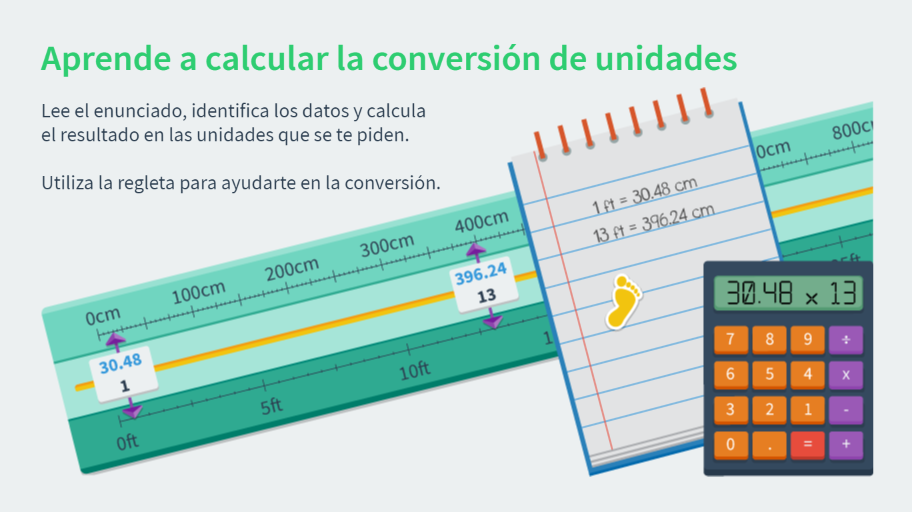 Aprende a calcular la conversión de unidades
Lee el enunciado, identifica los datos y calcula
el resultado en las unidades que se te piden.
Utiliza la regleta para ayudarte en la conversión.
0cm
100cm
200cm
300cm
400cm
800c
30.48
1
396.24
13
0ft
5ft
10ft
1 ft = 30.48 cm
13 ft = 396.24 cm
30.48 x 13
7 8 9 ÷
6 5 4 x
3 2 1 -
0 . = +